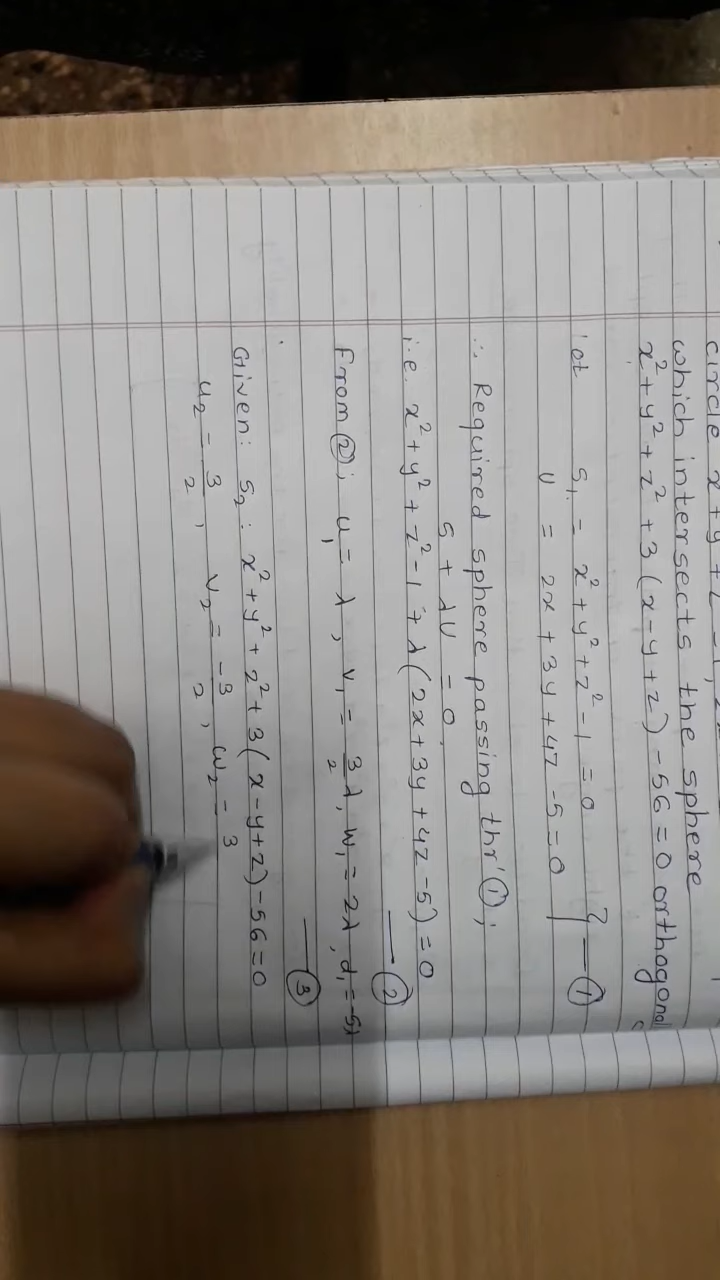 circle x + y + z
which intersects the sphere
x² + y² + z² + 3 (x - y + z) - 56 = 0 orthogonal
let S₁ = x² + y² + z² - 1 = 0
U = 2x + 3y + 4z - 5 = 0 } — ①
∴ Required sphere passing thr' ① ;
S + λU = 0
i.e. x² + y² + z² - 1 + λ(2x + 3y + 4z - 5) = 0
— ②
From ② ; u₁ = λ , v₁ = 3/2 λ , w₁ = 2λ , d₁ = -5λ
— ③
Given : S₂ : x² + y² + z² + 3(x - y + z) - 56 = 0
u₂ = 3/2 , v₂ = -3/2 , w₂ = 3